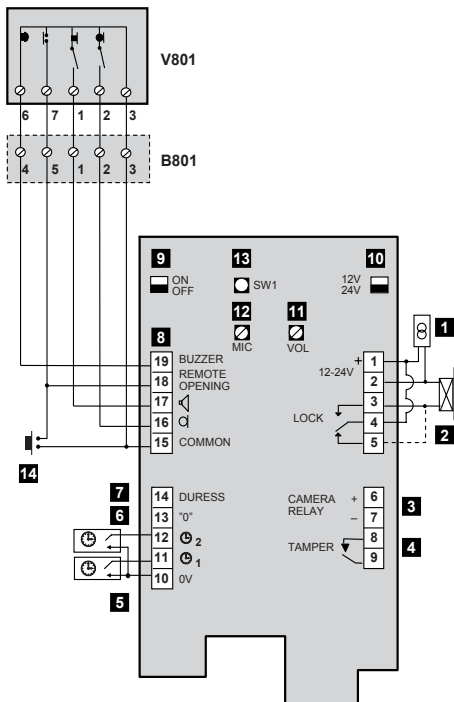 V801
6 7 1 2 3
B801
4 5 1 2 3
9
ON
OFF
13
SW1
10
12V
24V
12
MIC
11
VOL
1
8
19 BUZZER
18 REMOTE
OPENING
17
16
15 COMMON
+ 1
12-24V
2
3
LOCK
4
5
2
14
7
14 DURESS
6
13 "0"
12 2
11 1
10 0V
5
CAMERA + 6
RELAY – 7
3
8
TAMPER
9
4